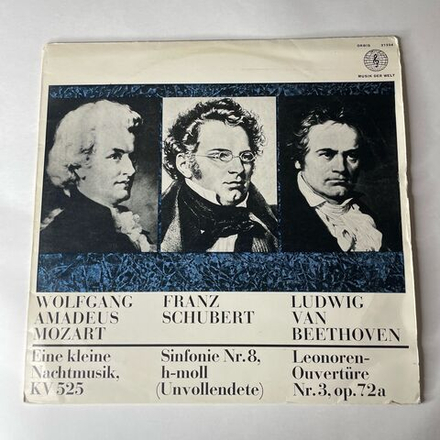 MUSIK DER WELT
WOLFGANG
AMADEUS
MOZART
FRANZ
SCHUBERT
LUDWIG
VAN
BEETHOVEN
Eine kleine
Nachtmusik,
KV 525
Sinfonie Nr. 8,
h-moll
(Unvollendete)
Leonoren-
Ouvertüre
Nr. 3, op. 72a